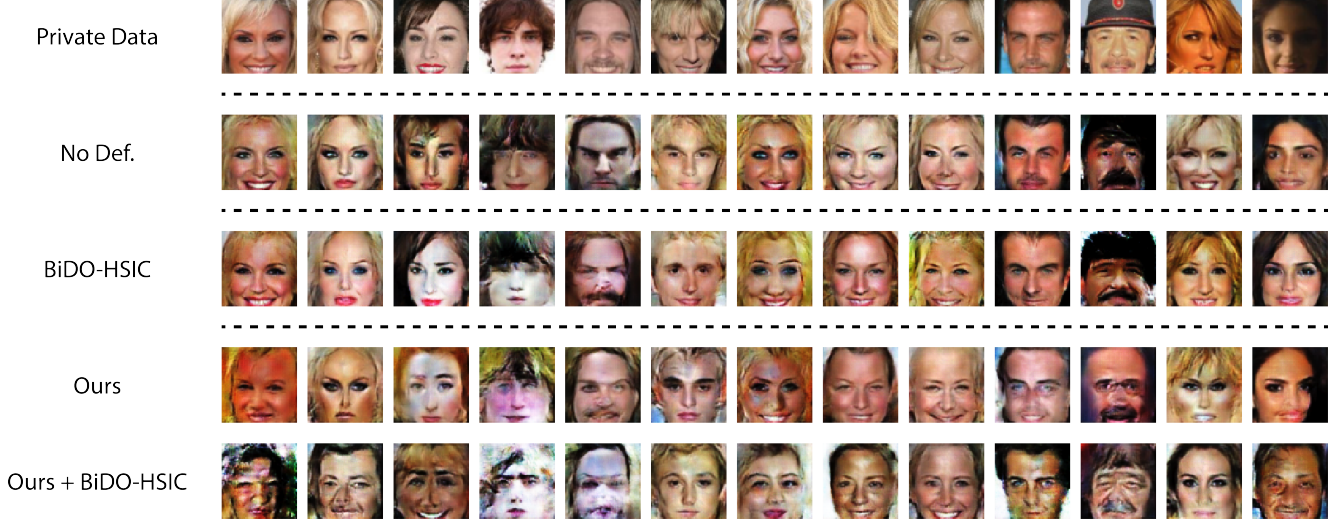 Private Data
No Def.
BiDO-HSIC
Ours
Ours + BiDO-HSIC